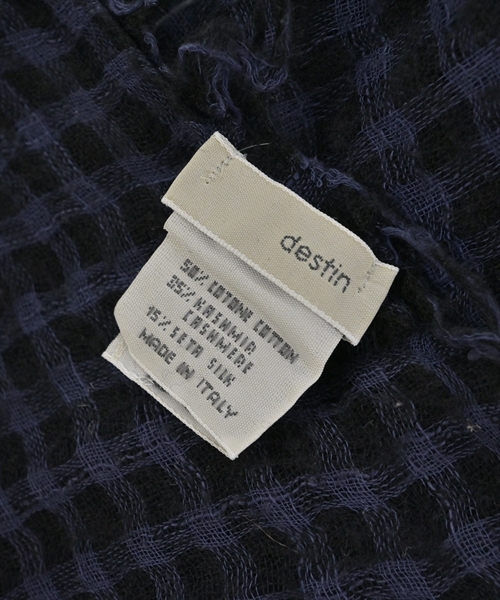 destin
50% COTONE COTTON
35% KASHMIR
CASHMERE
15% SETA SILK
MADE IN ITALY